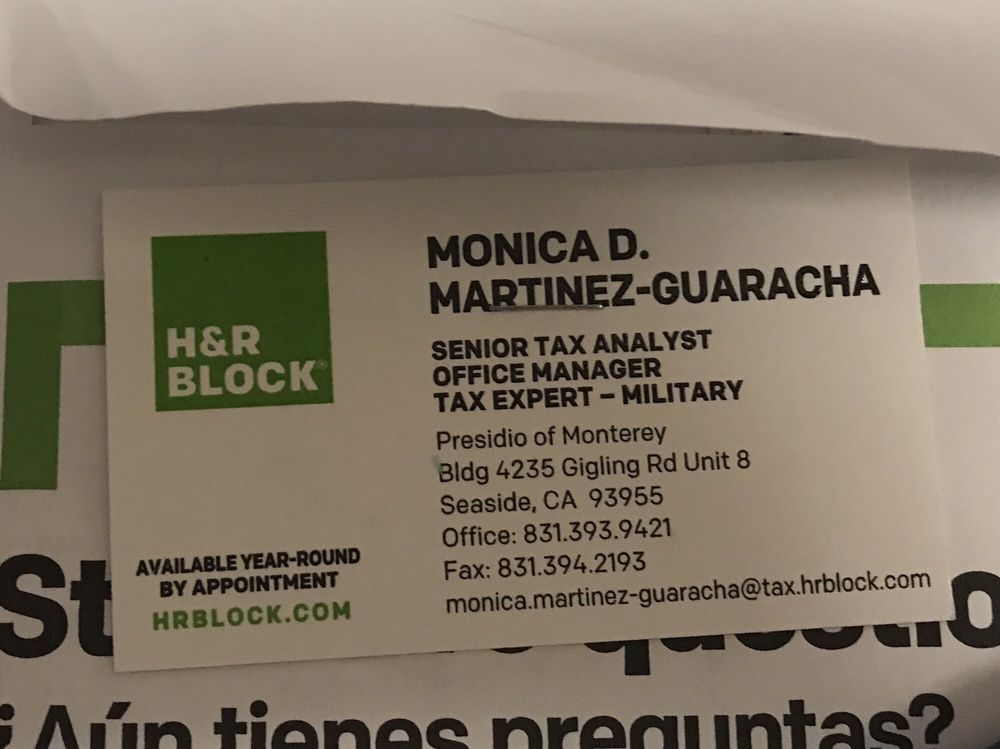 H&R
BLOCK®
MONICA D.
MARTINEZ-GUARACHA
SENIOR TAX ANALYST
OFFICE MANAGER
TAX EXPERT – MILITARY
Presidio of Monterey
Bldg 4235 Gigling Rd Unit 8
Seaside, CA 93955
Office: 831.393.9421
Fax: 831.394.2193
monica.martinez-guaracha@tax.hrblock.com
AVAILABLE YEAR-ROUND
BY APPOINTMENT
HRBLOCK.COM
¿Aún tienes preguntas?